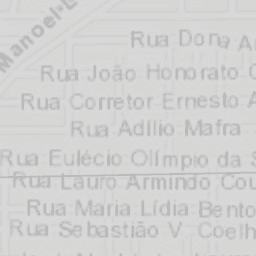 Manoel L
Rua Dona A
Rua João Honorato C
Rua Corretor Ernesto A
Rua Adílio Mafra
Rua Eulécio Olímpio da S
Rua Lauro Armindo Cou
Rua Maria Lídia Bento
Rua Sebastião V. Coelh